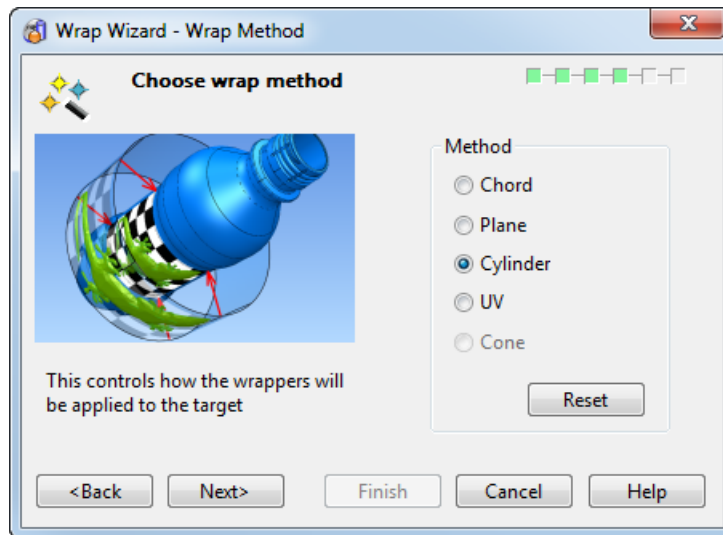 Wrap Wizard - Wrap Method
Choose wrap method
Method
Chord
Plane
Cylinder
UV
Cone
Reset
This controls how the wrappers will
be applied to the target
<Back
Next>
Finish
Cancel
Help